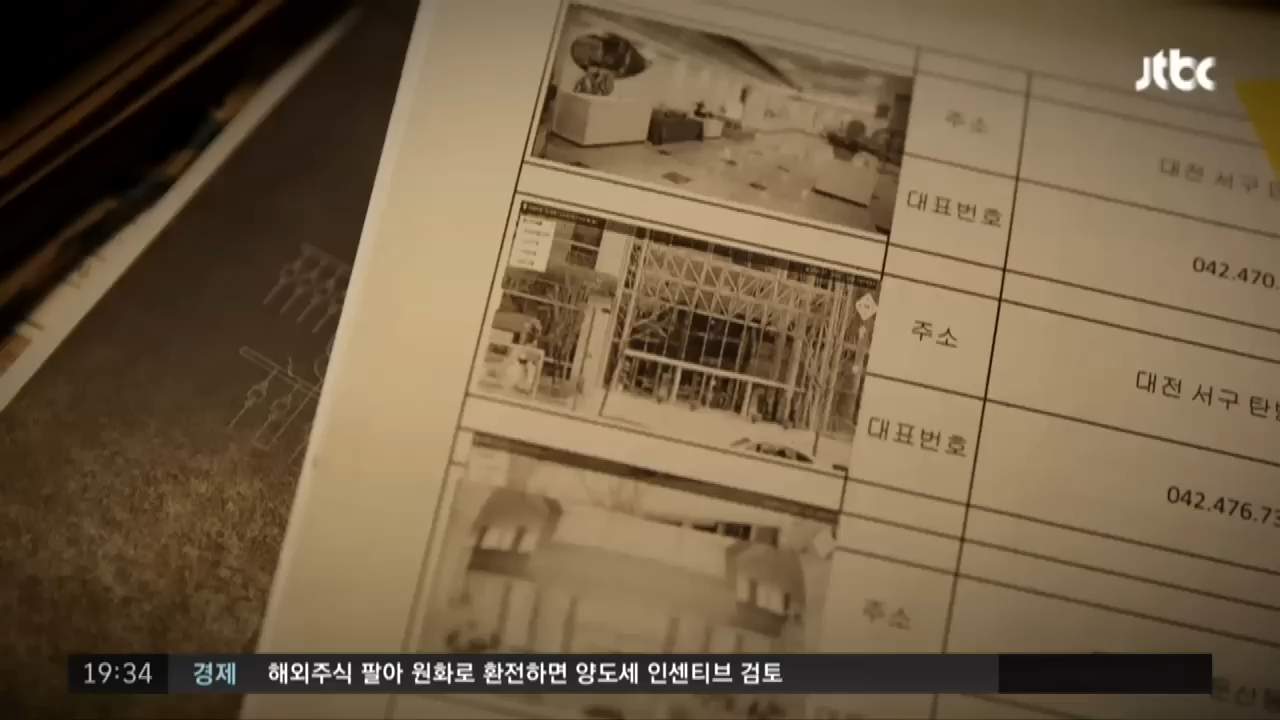 jtbc
주소
대전 서구
대표번호
042.470.
주소
대전 서구
대표번호
042.476.73
주소
19:34 경제 해외주식 팔아 원화로 환전하면 양도세 인센티브 검토